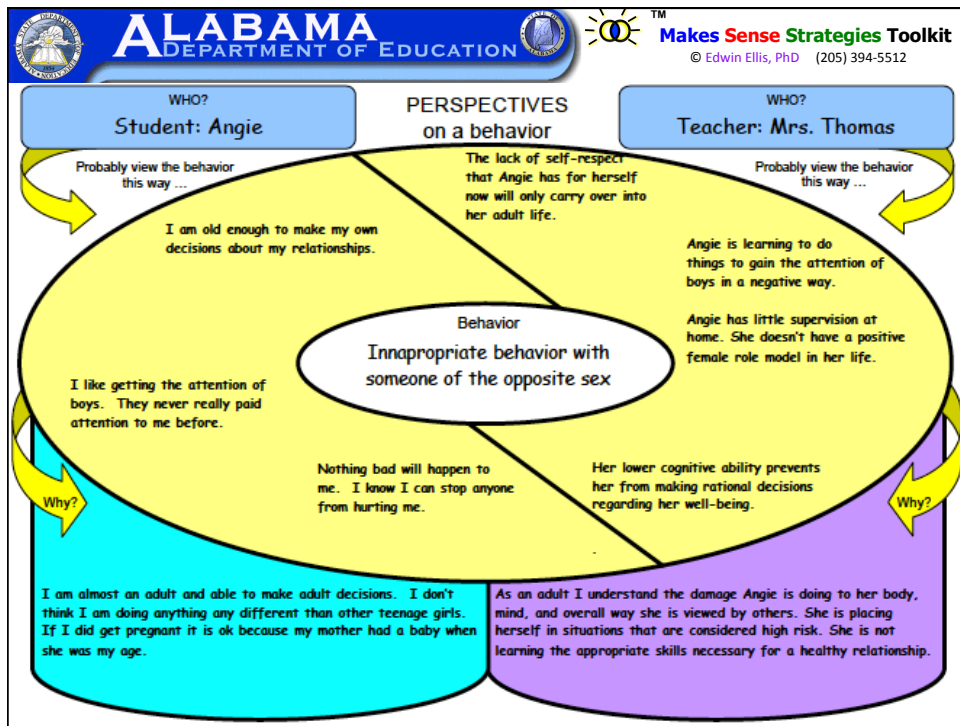 ALABAMA
DEPARTMENT OF EDUCATION
TM
Makes Sense Strategies Toolkit
© Edwin Ellis, PhD (205) 394-5512
WHO?
Student: Angie
PERSPECTIVES
on a behavior
WHO?
Teacher: Mrs. Thomas
Probably view the behavior
this way ...
Probably view the behavior
this way ...
The lack of self-respect
that Angie has for herself
now will only carry over into
her adult life.
I am old enough to make my own
decisions about my relationships.
Angie is learning to do
things to gain the attention of
boys in a negative way.
Angie has little supervision at
home. She doesn't have a positive
female role model in her life.
Behavior
Innapropriate behavior with
someone of the opposite sex
I like getting the attention of
boys. They never really paid
attention to me before.
Nothing bad will happen to
me. I know I can stop anyone
from hurting me.
Her lower cognitive ability prevents
her from making rational decisions
regarding her well-being.
.
Why?
Why?
I am almost an adult and able to make adult decisions. I don't
think I am doing anything any different than other teenage girls.
If I did get pregnant it is ok because my mother had a baby when
she was my age.
As an adult I understand the damage Angie is doing to her body,
mind, and overall way she is viewed by others. She is placing
herself in situations that are considered high risk. She is not
learning the appropriate skills necessary for a healthy relationship.